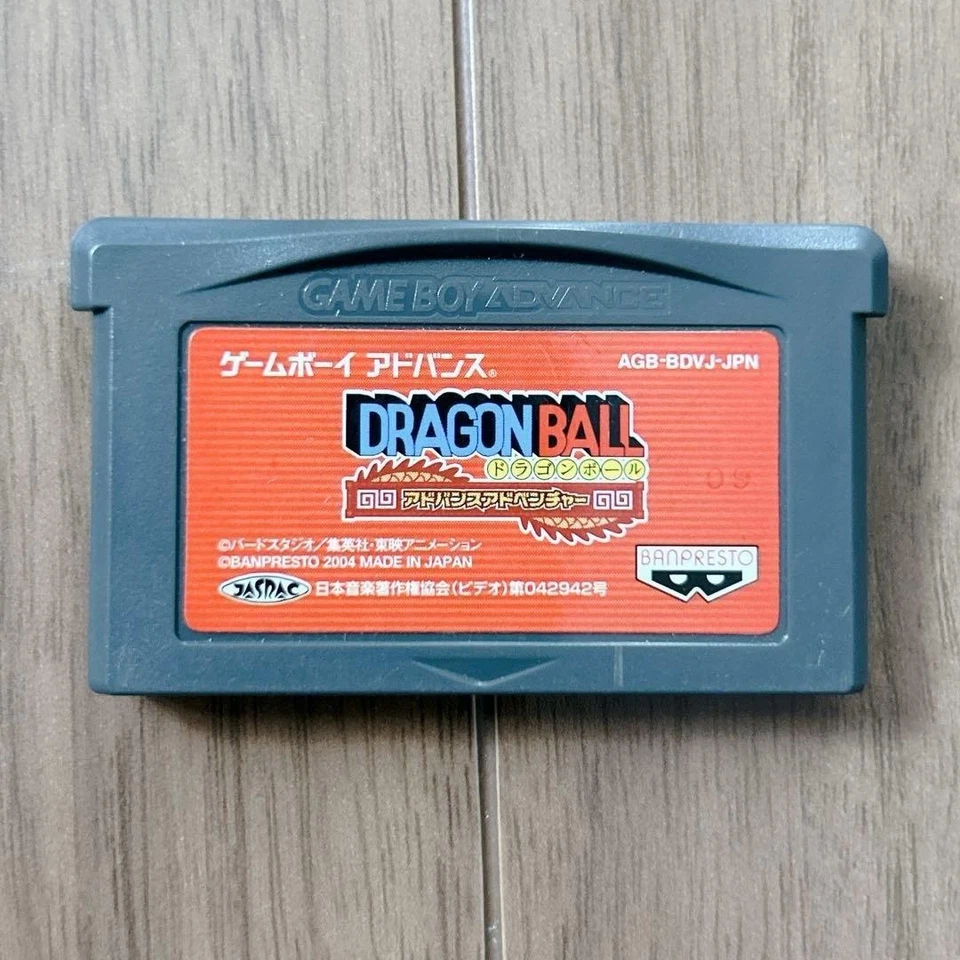 GAME BOY ADVANCE
ゲームボーイ アドバンス®
AGB-BDVJ-JPN
DRAGON BALL
ドラゴンボール
アドバンスアドベンチャー
09
©バードスタジオ/集英社・東映アニメーション
©BANPRESTO 2004 MADE IN JAPAN
BANPRESTO
JASRAC 日本音楽著作権協会(ビデオ)第042942号